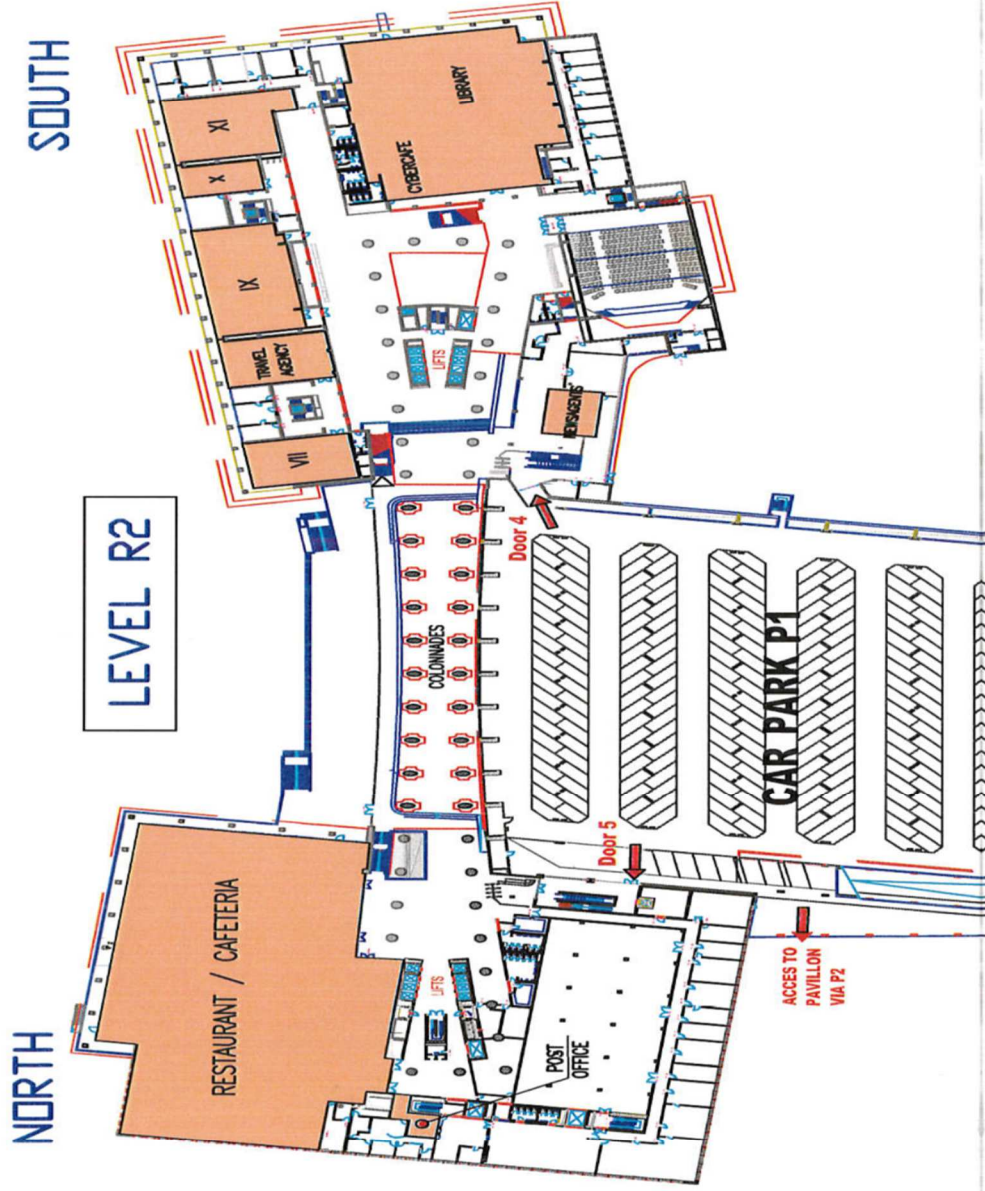 LEVEL R2
NORTH
SOUTH
RESTAURANT / CAFETERIA
VII
TRAVEL
AGENCY
IX
X
XI
CYBERCAFE
LIBRARY
LIFTS
LIFTS
COLONNADES
POST
OFFICE
NEWSAGENTS
Door 4
Door 5
CAR PARK P1
ACCES TO
PAVILLON
VIA P2